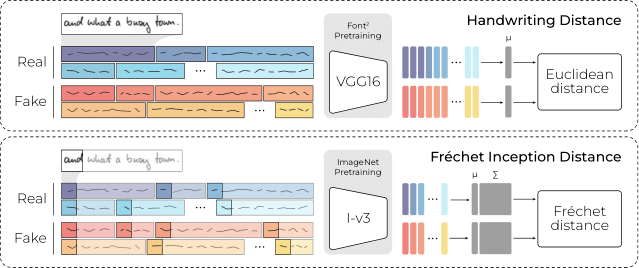 and what a busy town.
Font² Pretraining
Handwriting Distance
Real
Fake
...
...
VGG16
...
...
μ
Euclidean distance
and what a busy town.
ImageNet Pretraining
Fréchet Inception Distance
Real
Fake
...
...
I-v3
...
...
μ
Σ
Fréchet distance